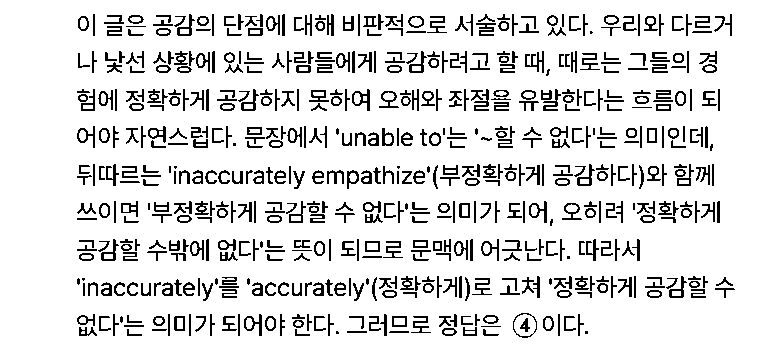 이 글은 공감의 단점에 대해 비판적으로 서술하고 있다. 우리와 다르거
나 낯선 상황에 있는 사람들에게 공감하려고 할 때, 때로는 그들의 경
험에 정확하게 공감하지 못하여 오해와 좌절을 유발한다는 흐름이 되
어야 자연스럽다. 문장에서 'unable to'는 '~할 수 없다'는 의미인데,
뒤따르는 'inaccurately empathize'(부정확하게 공감하다)와 함께
쓰이면 '부정확하게 공감할 수 없다'는 의미가 되어, 오히려 '정확하게
공감할 수밖에 없다'는 뜻이 되므로 문맥에 어긋난다. 따라서
'inaccurately'를 'accurately'(정확하게)로 고쳐 '정확하게 공감할 수
없다'는 의미가 되어야 한다. 그러므로 정답은 ④이다.